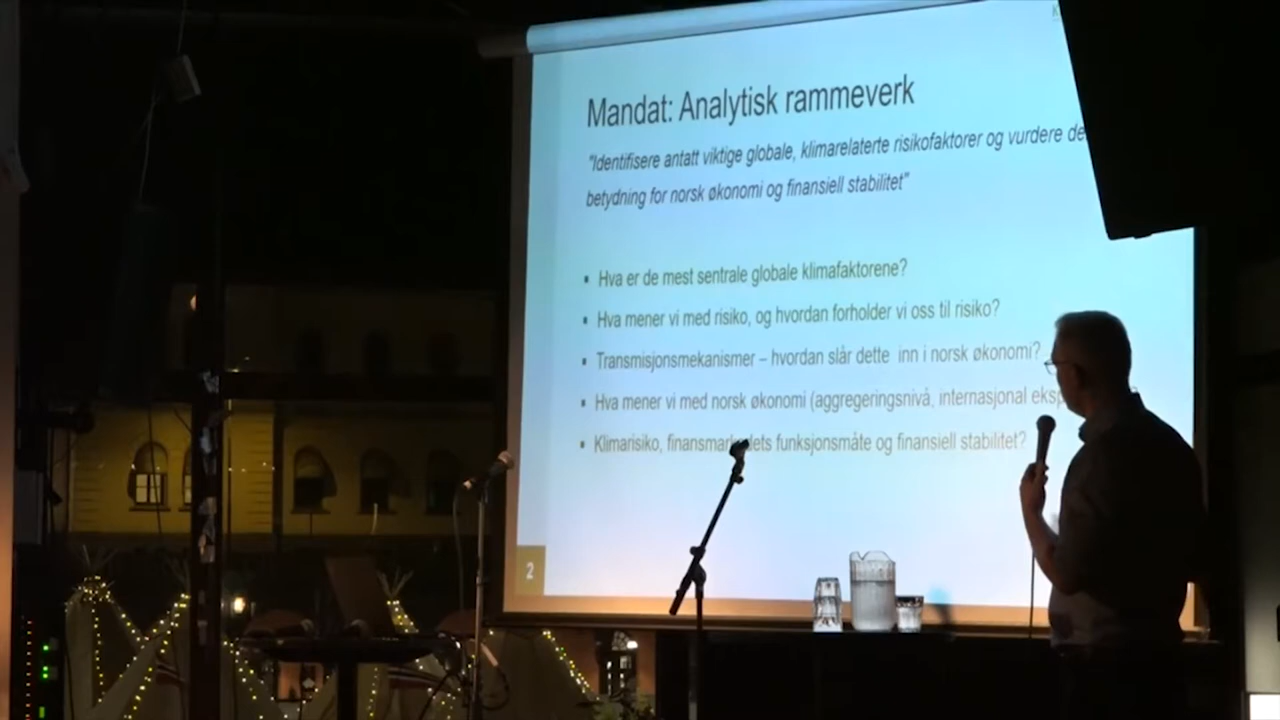 Mandat: Analytisk rammeverk
"Identifisere antatt viktige globale, klimarelaterte risikofaktorer og vurdere de
betydning for norsk økonomi og finansiell stabilitet"
▪ Hva er de mest sentrale globale klimafaktorene?
▪ Hva mener vi med risiko, og hvordan forholder vi oss til risiko?
▪ Transmisjonsmekanismer – hvordan slår dette inn i norsk økonomi?
▪ Hva mener vi med norsk økonomi (aggregeringsnivå, internasjonal eksp
▪ Klimarisiko, finansmarkedets funksjonsmåte og finansiell stabilitet?
2